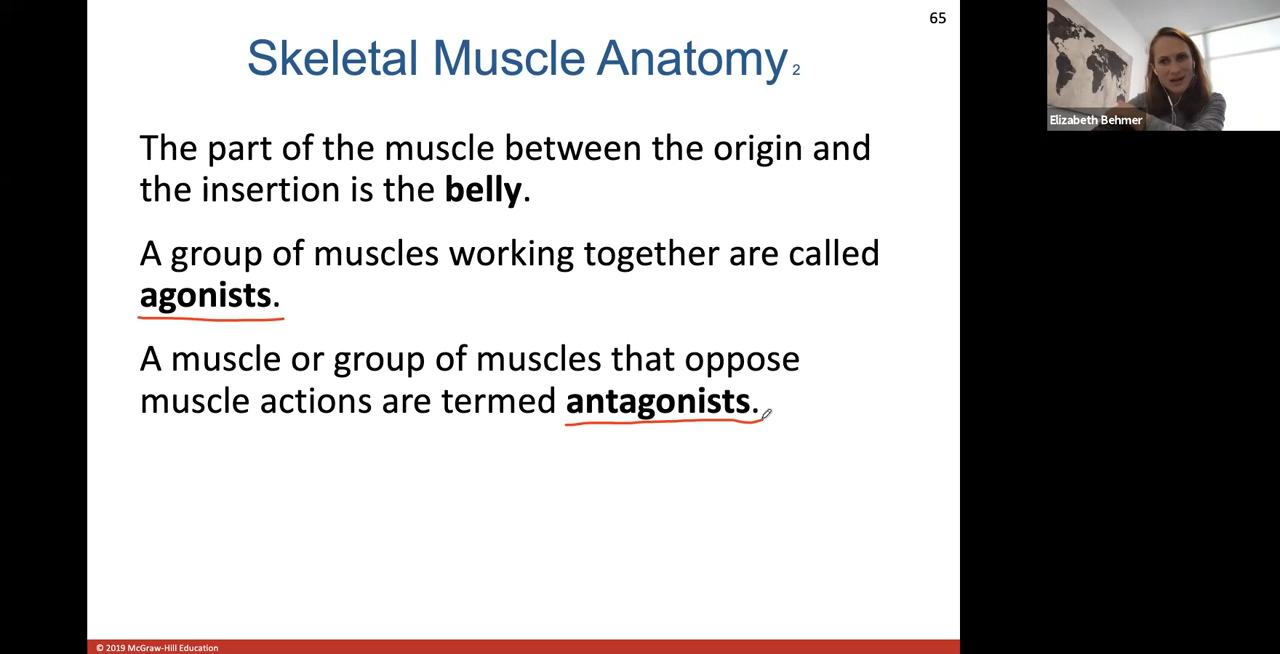 65
Skeletal Muscle Anatomy 2
Elizabeth Behmer
The part of the muscle between the origin and
the insertion is the belly.
A group of muscles working together are called
agonists.
A muscle or group of muscles that oppose
muscle actions are termed antagonists.
© 2019 McGraw-Hill Education